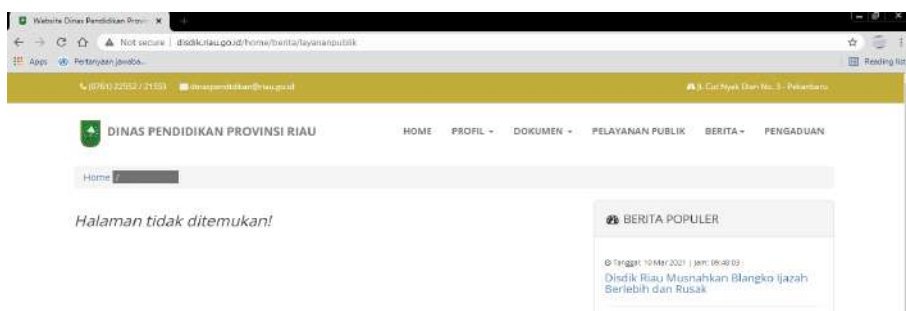 Website Dinas Pendidikan Provin
Not secure | disdik.riau.go.id/home/berita/layananpublik
Apps Pertanyaan Jawaba...
Reading list
(0761) 22552 / 21553 dinaspendidikan@riau.go.id
Jl. Cut Nyak Dien No. 3 - Pekanbaru
DINAS PENDIDIKAN PROVINSI RIAU
HOME PROFIL DOKUMEN PELAYANAN PUBLIK BERITA PENGADUAN
Home /
Halaman tidak ditemukan!
BERITA POPULER
Tanggal: 10 Mar 2021 | Jam: 09:48:03
Disdik Riau Musnahkan Blangko Ijazah
Berlebih dan Rusak